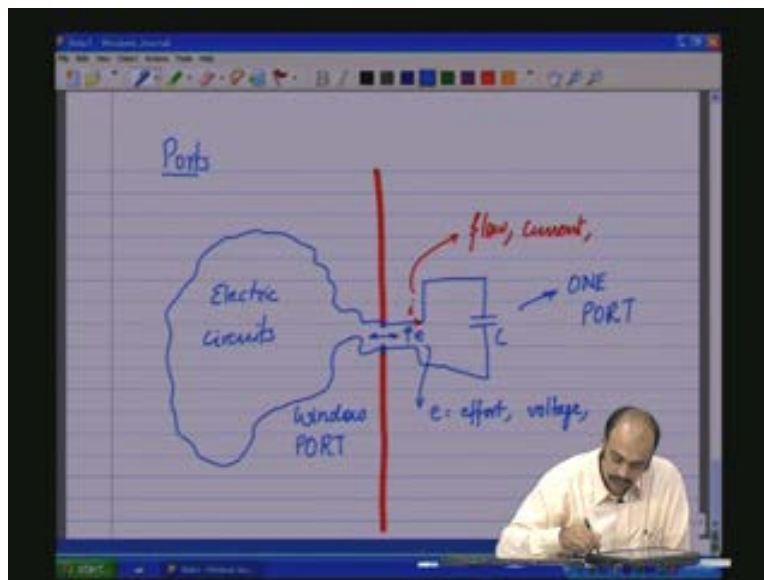 Ports
flow, current,
Electric
circuits
ONE
PORT
e
C
Window
PORT
e: effort, voltage,